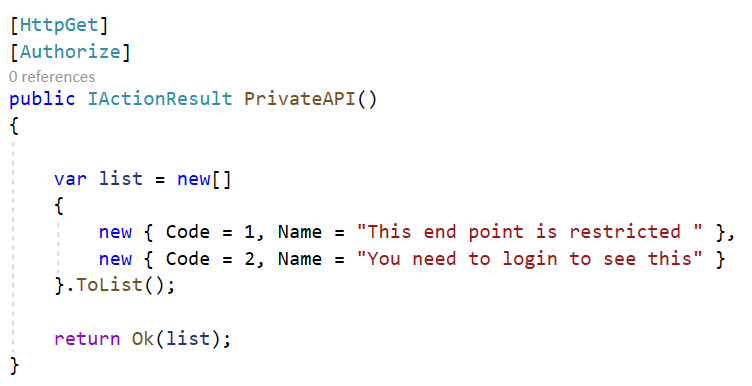 [HttpGet]
[Authorize]
0 references
public IActionResult PrivateAPI()
{
var list = new[]
{
new { Code = 1, Name = "This end point is restricted " },
new { Code = 2, Name = "You need to login to see this" }
}.ToList();
return Ok(list);
}